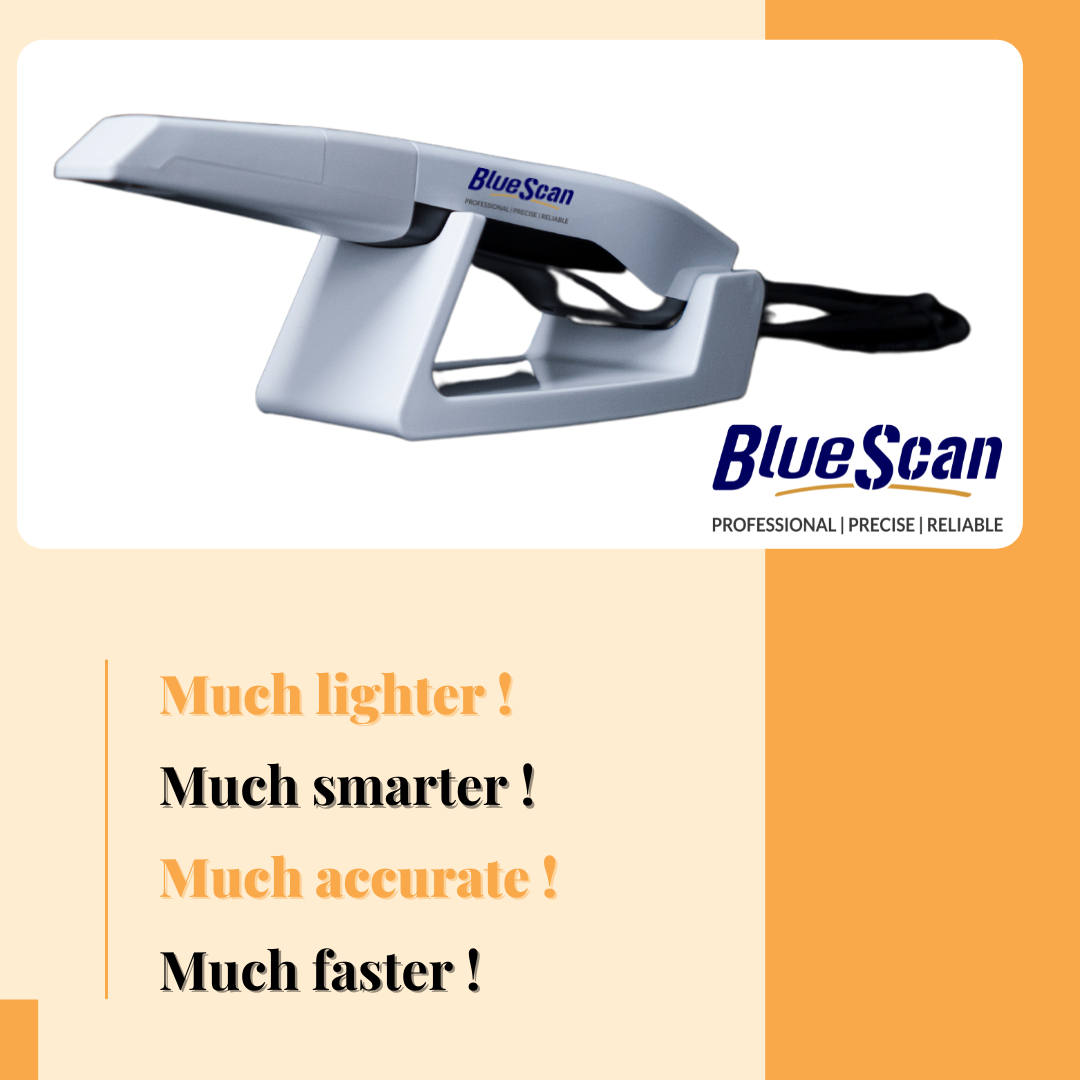 BlueScan
PROFESSIONAL | PRECISE | RELIABLE
BlueScan
PROFESSIONAL | PRECISE | RELIABLE
Much lighter !
Much smarter !
Much accurate !
Much faster !